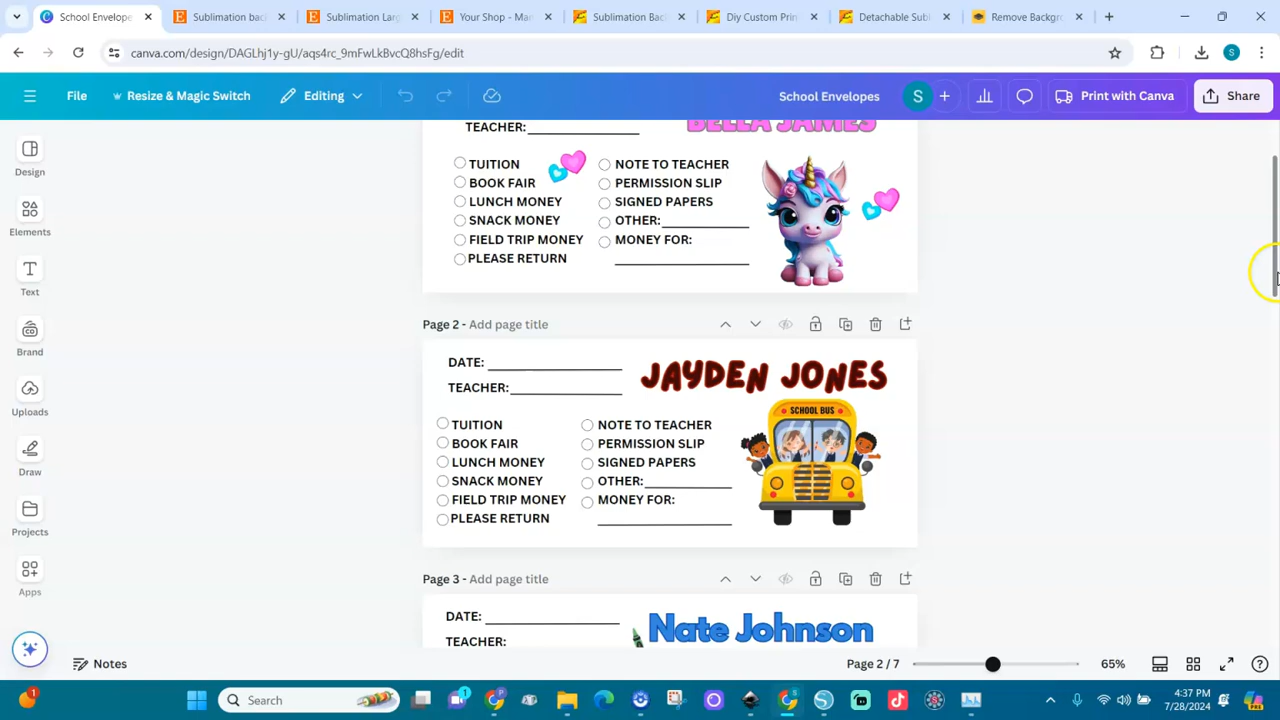 School Envelope
Sublimation bac
Sublimation Lar
Your Shop - Ma
Sublimation Bac
Diy Custom Prin
Detachable Subl
Remove Backgro
canva.com/design/DAGLhj1y-gU/aqs4rc_9mFwLkBvcQ8hsFg/edit
S
File
Resize & Magic Switch
Editing
School Envelopes
S
Print with Canva
Share
Design
Elements
Text
Brand
Uploads
Draw
Projects
Apps
TEACHER:
BELLA JAMES
TUITION
BOOK FAIR
LUNCH MONEY
SNACK MONEY
FIELD TRIP MONEY
PLEASE RETURN
NOTE TO TEACHER
PERMISSION SLIP
SIGNED PAPERS
OTHER:
MONEY FOR:
Page 2 - Add page title
DATE:
TEACHER:
JAYDEN JONES
TUITION
BOOK FAIR
LUNCH MONEY
SNACK MONEY
FIELD TRIP MONEY
PLEASE RETURN
NOTE TO TEACHER
PERMISSION SLIP
SIGNED PAPERS
OTHER:
MONEY FOR:
SCHOOL BUS
Page 3 - Add page title
DATE:
TEACHER:
Nate Johnson
Notes
Page 2 / 7
65%
Search
4:37 PM
7/28/2024